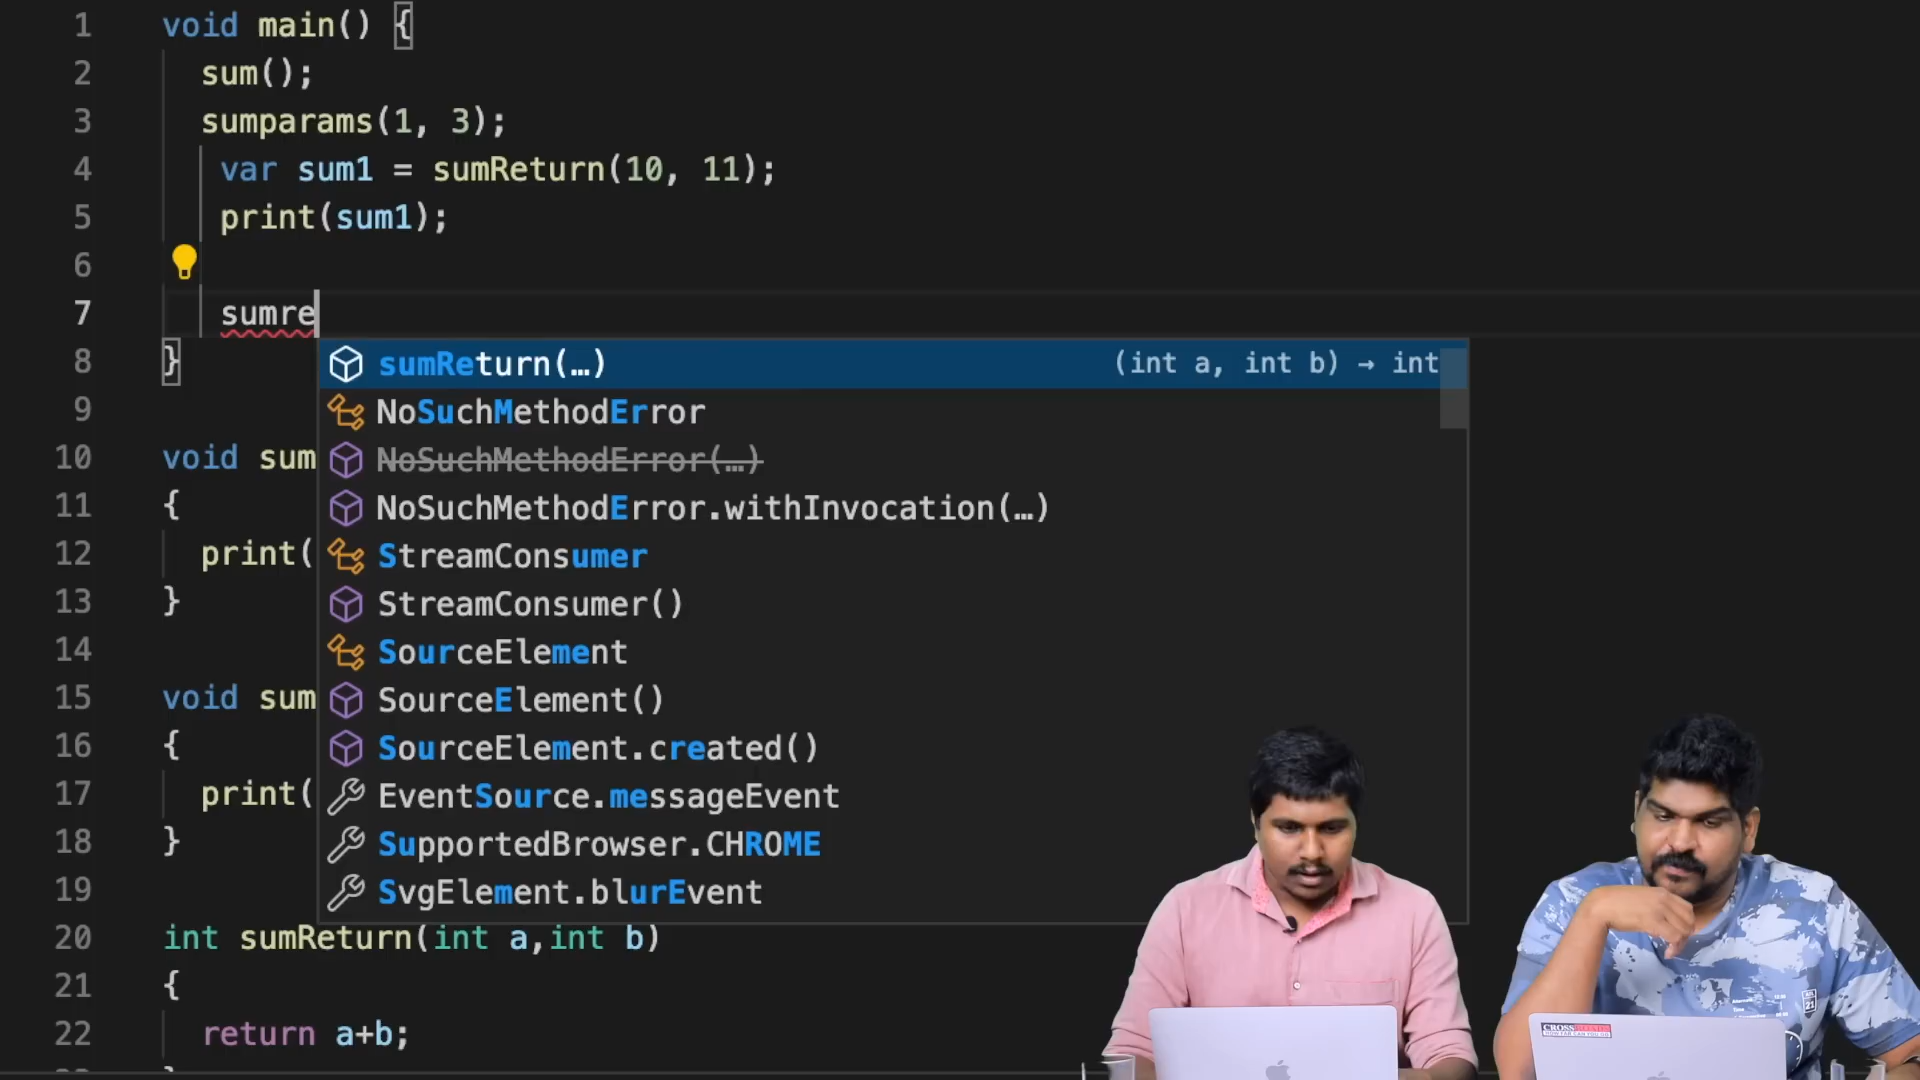 1 void main() {
2 sum();
3 sumparams(1, 3);
4 var sum1 = sumReturn(10, 11);
5 print(sum1);
6
7 sumre
8 }
sumReturn(…) (int a, int b) → int
9
NoSuchMethodError
10 void sum
NoSuchMethodError(…)
11 {
NoSuchMethodError.withInvocation(…)
12 print(
StreamConsumer
13 }
StreamConsumer()
14
SourceElement
15 void sum
SourceElement()
16 {
SourceElement.created()
17 print(
EventSource.messageEvent
18 }
SupportedBrowser.CHROME
19
SvgElement.blurEvent
20 int sumReturn(int a,int b)
21 {
22 return a+b;